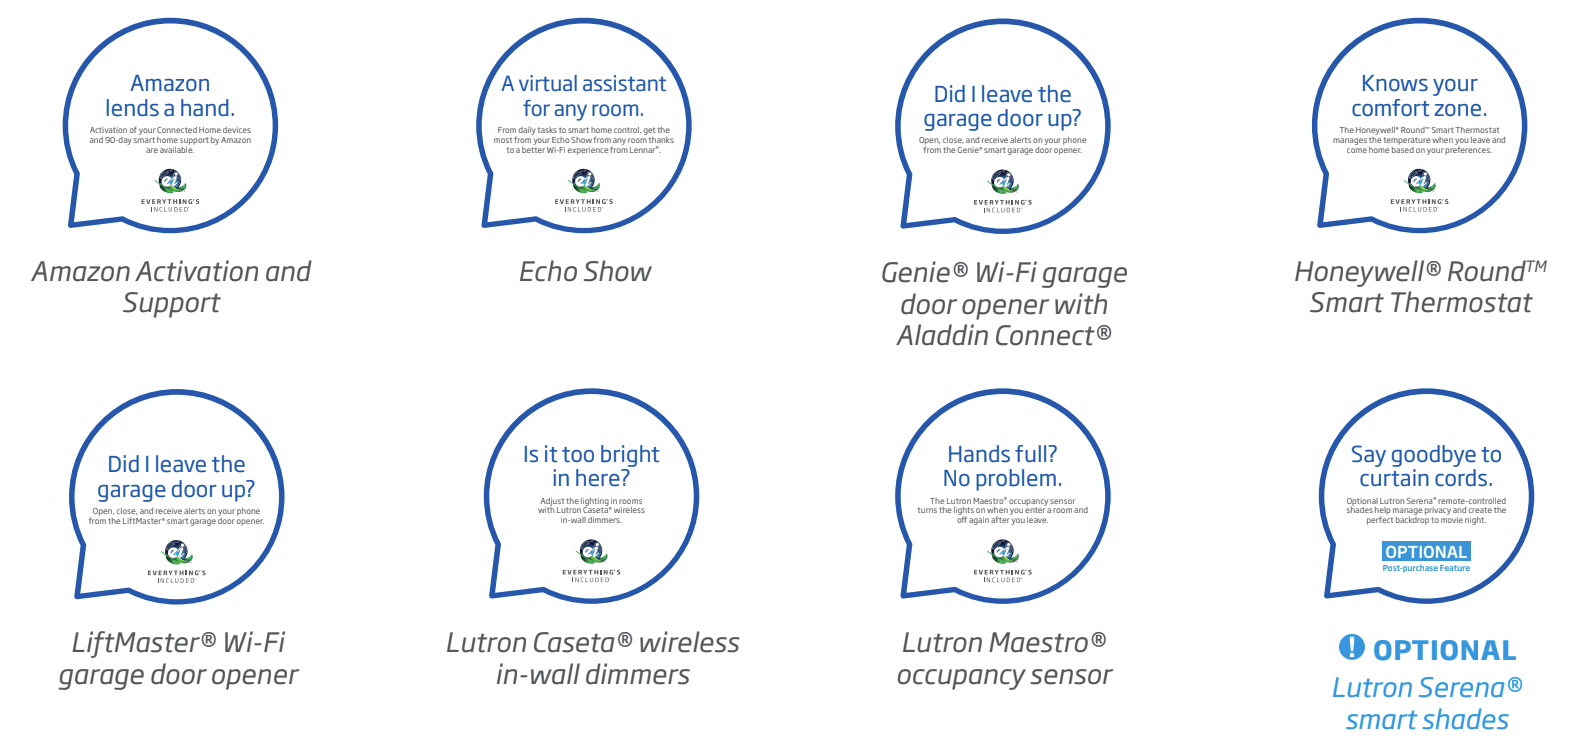 Amazon
lends a hand.
Activation of your Connected Home devices
and 90-day smart home support by Amazon
are available.
ei
EVERYTHING'S
INCLUDED®
Amazon Activation and
Support
A virtual assistant
for any room.
From daily tasks to smart home control, get the
most from your Echo Show from any room thanks
to a better Wi-Fi experience from Lennar®.
ei
EVERYTHING'S
INCLUDED®
Echo Show
Did I leave the
garage door up?
Open, close, and receive alerts on your phone
from the Genie® smart garage door opener.
ei
EVERYTHING'S
INCLUDED®
Genie® Wi-Fi garage
door opener with
Aladdin Connect®
Knows your
comfort zone.
The Honeywell® Round™ Smart Thermostat
manages the temperature when you leave and
come home based on your preferences.
ei
EVERYTHING'S
INCLUDED®
Honeywell® Round™
Smart Thermostat
Did I leave the
garage door up?
Open, close, and receive alerts on your phone
from the LiftMaster® smart garage door opener.
ei
EVERYTHING'S
INCLUDED®
LiftMaster® Wi-Fi
garage door opener
Is it too bright
in here?
Adjust the lighting in rooms
with Lutron Caseta® wireless
in-wall dimmers.
ei
EVERYTHING'S
INCLUDED®
Lutron Caseta® wireless
in-wall dimmers
Hands full?
No problem.
The Lutron Maestro® occupancy sensor
turns the lights on when you enter a room and
off again after you leave.
ei
EVERYTHING'S
INCLUDED®
Lutron Maestro®
occupancy sensor
Say goodbye to
curtain cords.
Optional Lutron Serena® remote-controlled
shades help manage privacy and create the
perfect backdrop to movie night.
OPTIONAL
Post-purchase Feature
! OPTIONAL
Lutron Serena®
smart shades